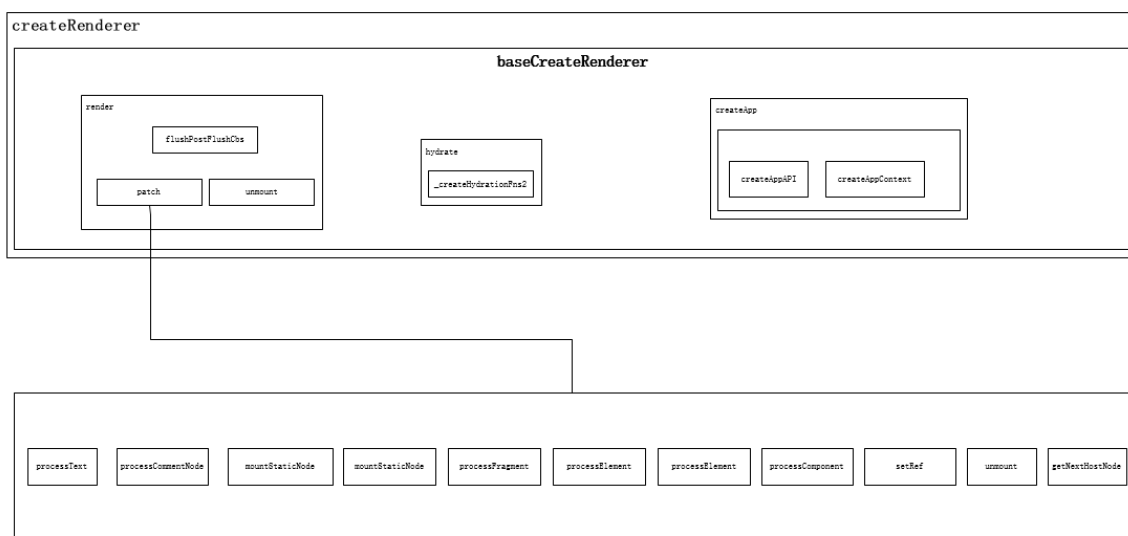 createRenderer
baseCreateRenderer
render
flushPostFlushCbs
patch
unmount
hydrate
_createHydrationFns2
createApp
createAppAPI
createAppContext
processText
processCommentNode
mountStaticNode
mountStaticNode
processFragment
processElement
processElement
processComponent
setRef
unmount
getNextHostNode